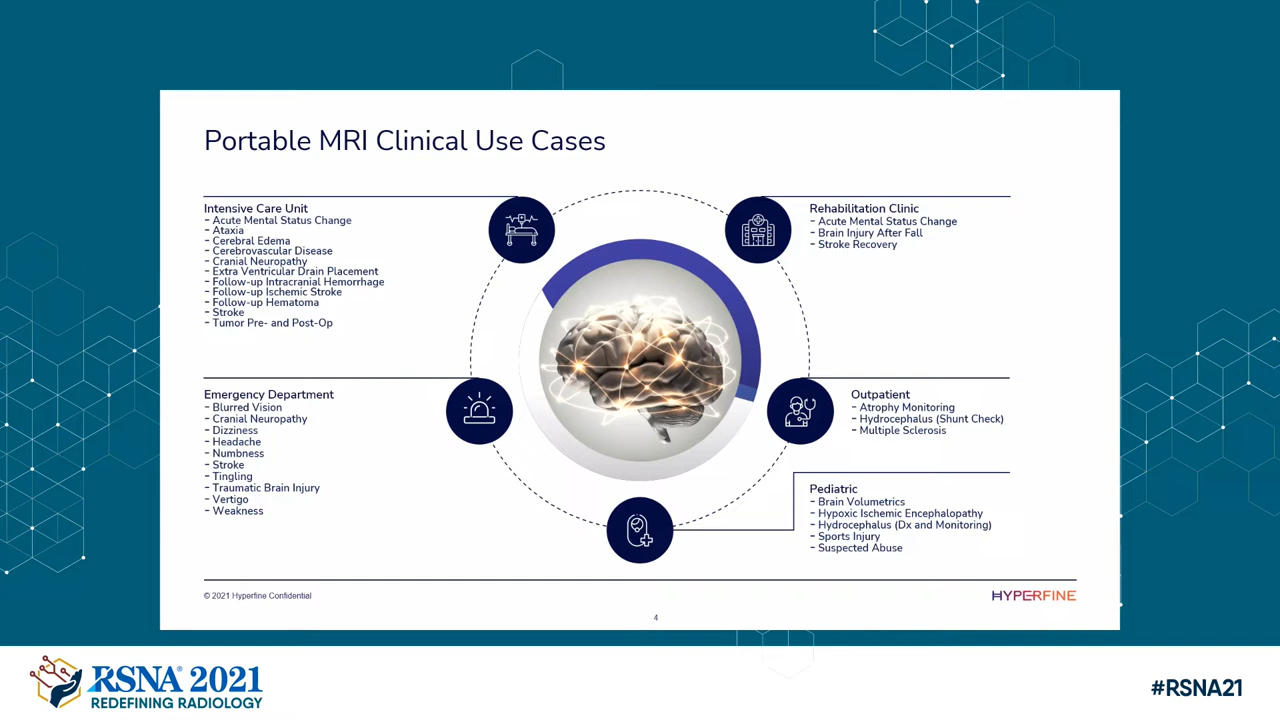 Portable MRI Clinical Use Cases
Intensive Care Unit
- Acute Mental Status Change
- Ataxia
- Cerebral Edema
- Cerebrovascular Disease
- Cranial Neuropathy
- Extra Ventricular Drain Placement
- Follow-up Intracranial Hemorrhage
- Follow-up Ischemic Stroke
- Follow-up Hematoma
- Stroke
- Tumor Pre- and Post-Op
Rehabilitation Clinic
- Acute Mental Status Change
- Brain Injury After Fall
- Stroke Recovery
Emergency Department
- Blurred Vision
- Cranial Neuropathy
- Dizziness
- Headache
- Numbness
- Stroke
- Tingling
- Traumatic Brain Injury
- Vertigo
- Weakness
Outpatient
- Atrophy Monitoring
- Hydrocephalus (Shunt Check)
- Multiple Sclerosis
Pediatric
- Brain Volumetrics
- Hypoxic Ischemic Encephalopathy
- Hydrocephalus (Dx and Monitoring)
- Sports Injury
- Suspected Abuse
© 2021 Hyperfine Confidential
HYPERFINE
4
RSNA® 2021
REDEFINING RADIOLOGY
#RSNA21